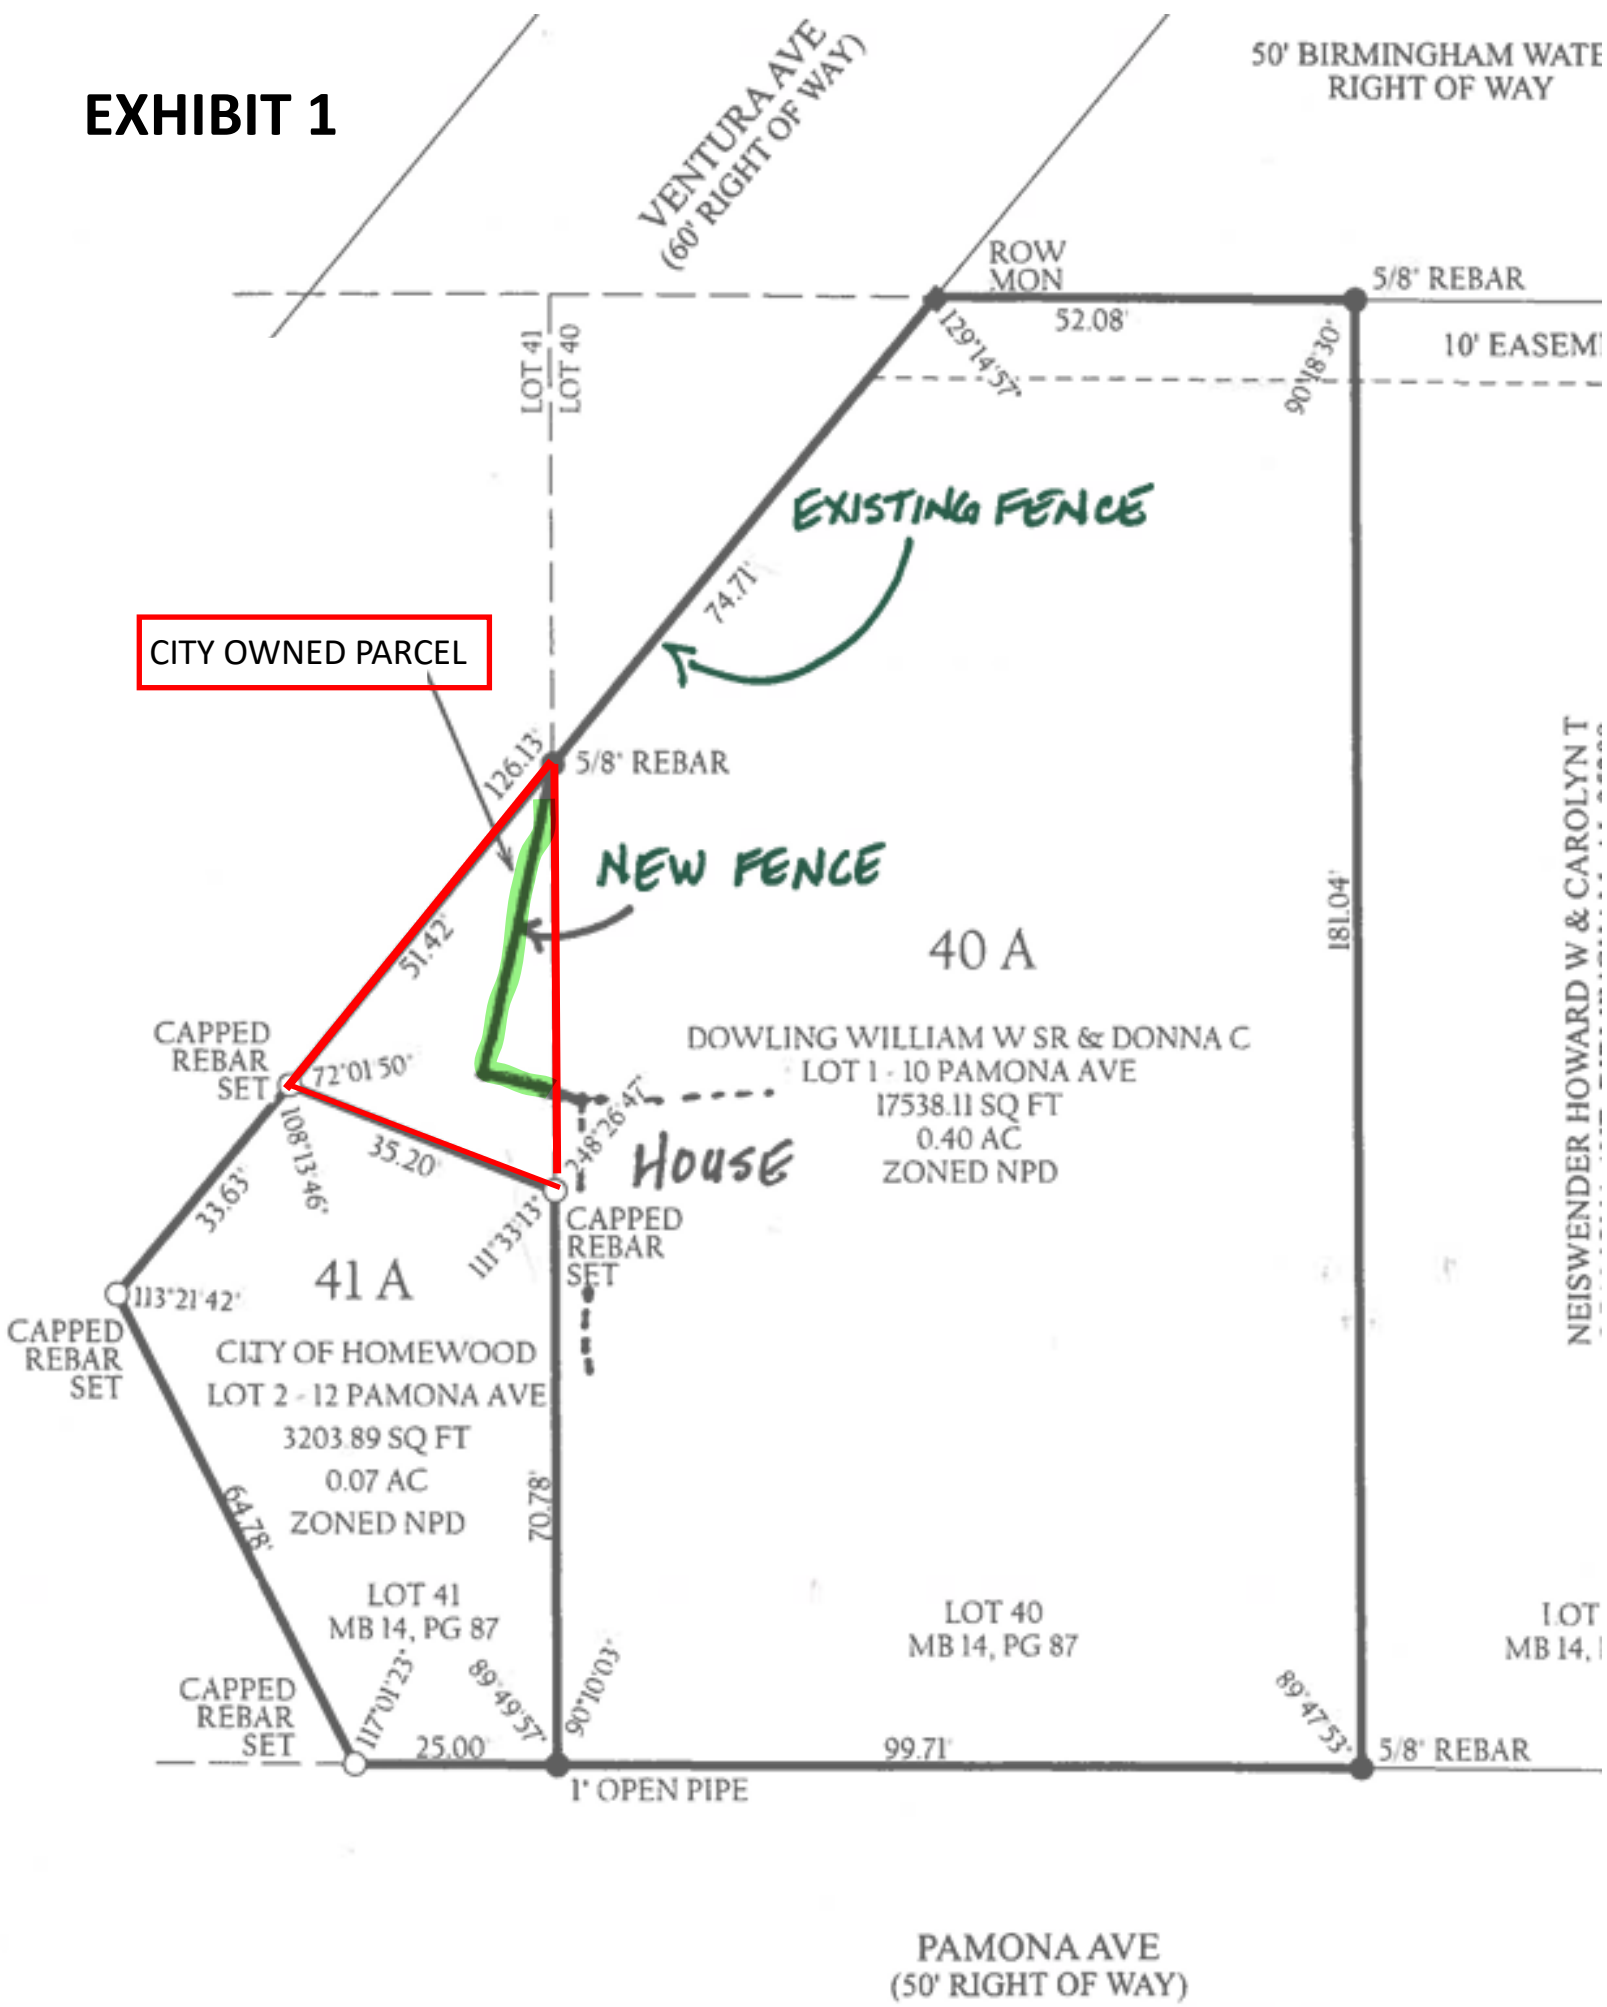 EXHIBIT 1
VENTURA AVE
(60' RIGHT OF WAY)
50' BIRMINGHAM WATE
RIGHT OF WAY
ROW
MON
5/8" REBAR
52.08'
129°14'57"
90°18'30"
10' EASEM
LOT 41
LOT 40
EXISTING FENCE
74.71'
CITY OWNED PARCEL
126.13'
5/8" REBAR
NEW FENCE
51.42'
40 A
181.04'
NEISWENDER HOWARD W & CAROLYN T
CAPPED
REBAR
SET
72°01'50"
DOWLING WILLIAM W SR & DONNA C
LOT 1 - 10 PAMONA AVE
17538.11 SQ FT
0.40 AC
ZONED NPD
108°13'46"
35.20'
248°26'47"
HOUSE
33.63'
111°33'13"
CAPPED
REBAR
SET
113°21'42"
41 A
CAPPED
REBAR
SET
CITY OF HOMEWOOD
LOT 2 - 12 PAMONA AVE
3203.89 SQ FT
0.07 AC
ZONED NPD
64.78'
70.78'
LOT 41
MB 14, PG 87
LOT 40
MB 14, PG 87
LOT
MB 14,
CAPPED
REBAR
SET
117°01'23"
89°49'57"
90°10'03"
89°47'53"
25.00'
99.71'
5/8" REBAR
1" OPEN PIPE
PAMONA AVE
(50' RIGHT OF WAY)